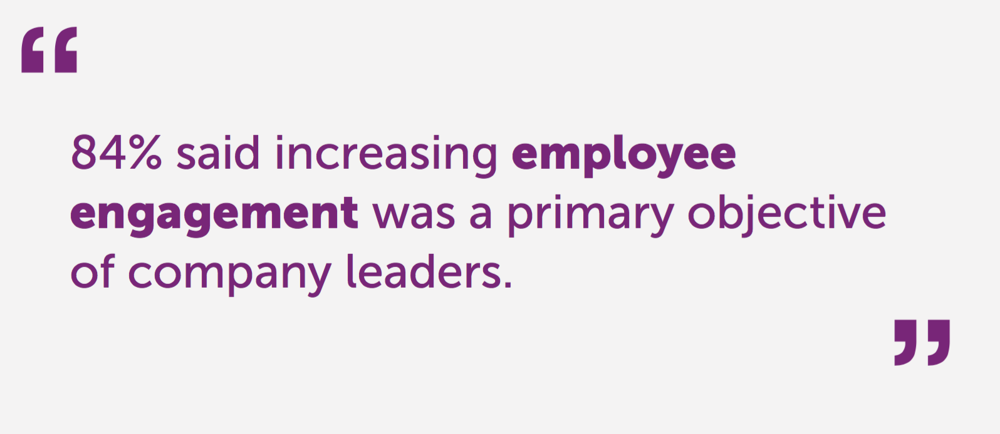 “
84% said increasing employee
engagement was a primary objective
of company leaders.
”